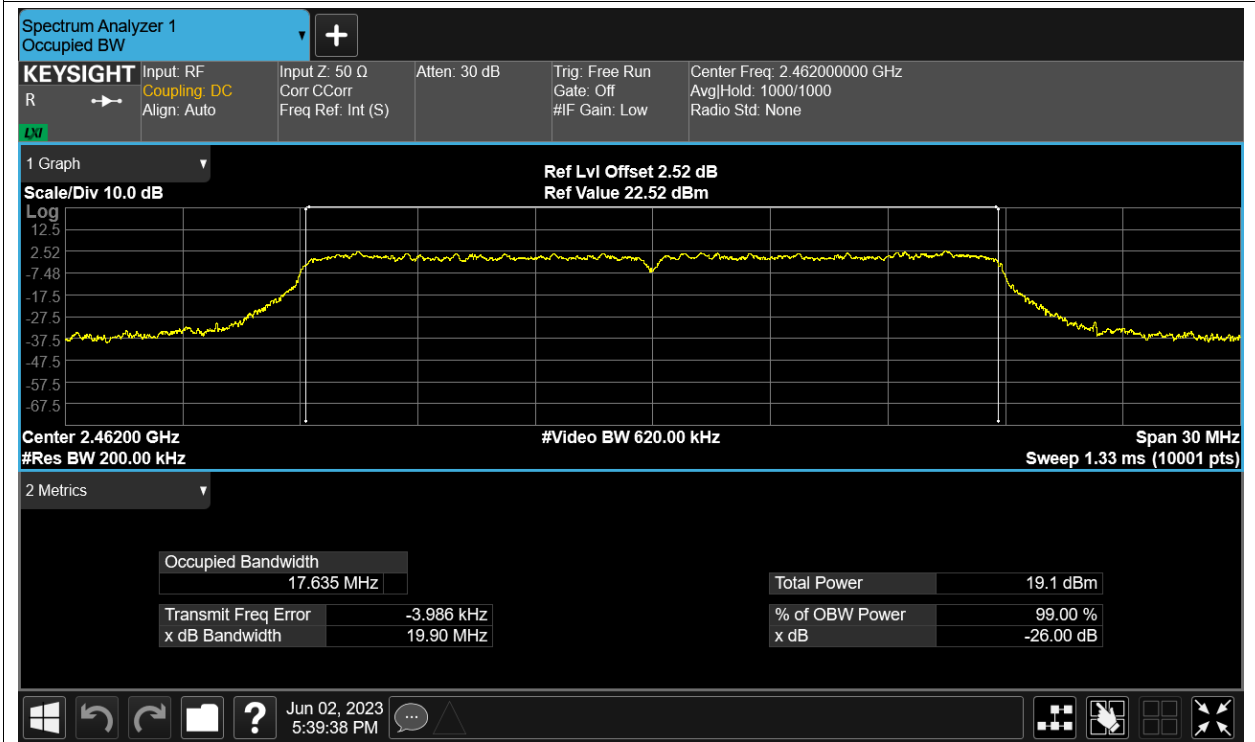 Spectrum Analyzer 1
Occupied BW
KEYSIGHT
R
LXI
Input: RF
Coupling: DC
Align: Auto
Input Z: 50 Ω
Corr CCorr
Freq Ref: Int (S)
Atten: 30 dB
Trig: Free Run
Gate: Off
#IF Gain: Low
Center Freq: 2.462000000 GHz
Avg|Hold: 1000/1000
Radio Std: None
1 Graph
Ref Lvl Offset 2.52 dB
Scale/Div 10.0 dB
Ref Value 22.52 dBm
Log
12.5
2.52
-7.48
-17.5
-27.5
-37.5
-47.5
-57.5
-67.5
Center 2.46200 GHz
#Video BW 620.00 kHz
Span 30 MHz
#Res BW 200.00 kHz
Sweep 1.33 ms (10001 pts)
2 Metrics
Occupied Bandwidth
17.635 MHz
Transmit Freq Error -3.986 kHz
x dB Bandwidth 19.90 MHz
Total Power 19.1 dBm
% of OBW Power 99.00 %
x dB -26.00 dB
?
Jun 02, 2023
5:39:38 PM